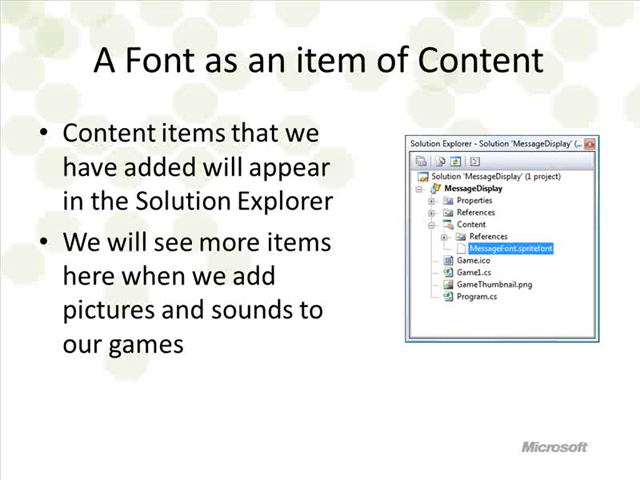 A Font as an item of Content
• Content items that we
have added will appear
in the Solution Explorer
• We will see more items
here when we add
pictures and sounds to
our games
Solution Explorer - Solution 'MessageDisplay' (...
Solution 'MessageDisplay' (1 project)
MessageDisplay
Properties
References
Content
References
MessageFont.spritefont
Game.ico
Game1.cs
GameThumbnail.png
Program.cs
Microsoft